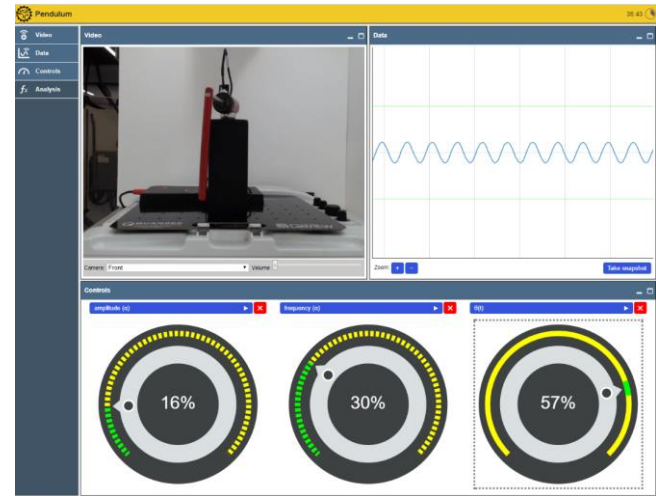 Pendulum
Video
Data
Controls
Analysis
Video
Camera: Front
Volume
Data
Zoom: + -
Take snapshot
Controls
amplitude (α)
frequency (ω)
16%
30%
57%